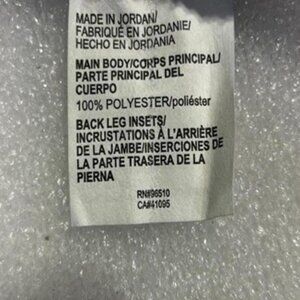 MADE IN JORDAN/
FABRIQUÉ EN JORDANIE/
HECHO EN JORDANIA
MAIN BODY/CORPS PRINCIPAL/
PARTE PRINCIPAL DEL
CUERPO
100% POLYESTER/poliéster
BACK LEG INSETS/
INCRUSTATIONS À L'ARRIÈRE
DE LA JAMBE/INSERCIONES DE
LA PARTE TRASERA DE LA
PIERNA
RN#96510
CA#41095